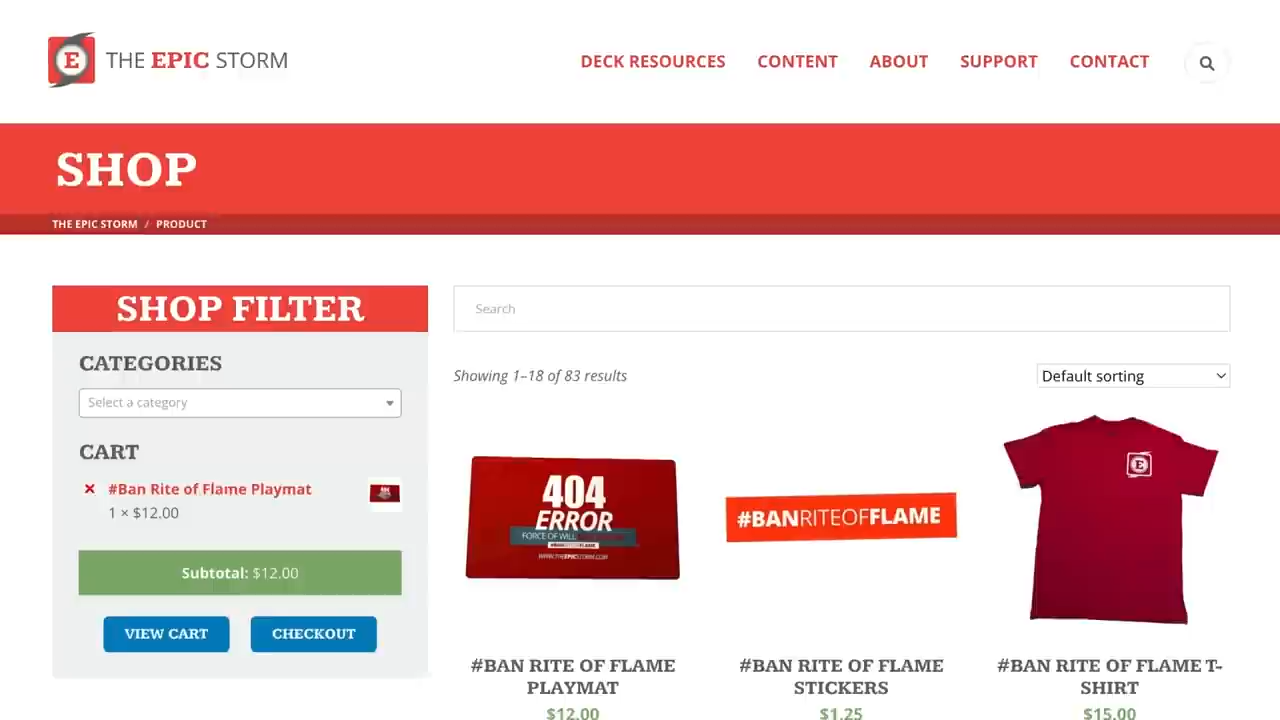 E THE EPIC STORM
DECK RESOURCES CONTENT ABOUT SUPPORT CONTACT
SHOP
THE EPIC STORM / PRODUCT
SHOP FILTER
CATEGORIES
Select a category
CART
× #Ban Rite of Flame Playmat
1 × $12.00
Subtotal: $12.00
VIEW CART CHECKOUT
Search
Showing 1–18 of 83 results
Default sorting
404
ERROR
FORCE OF WILL
#BANRITEOFFLAME
WWW.THEEPICSTORM.COM
#BANRITEOFFLAME
E
#BAN RITE OF FLAME
PLAYMAT
$12.00
#BAN RITE OF FLAME
STICKERS
$1.25
#BAN RITE OF FLAME T-
SHIRT
$15.00